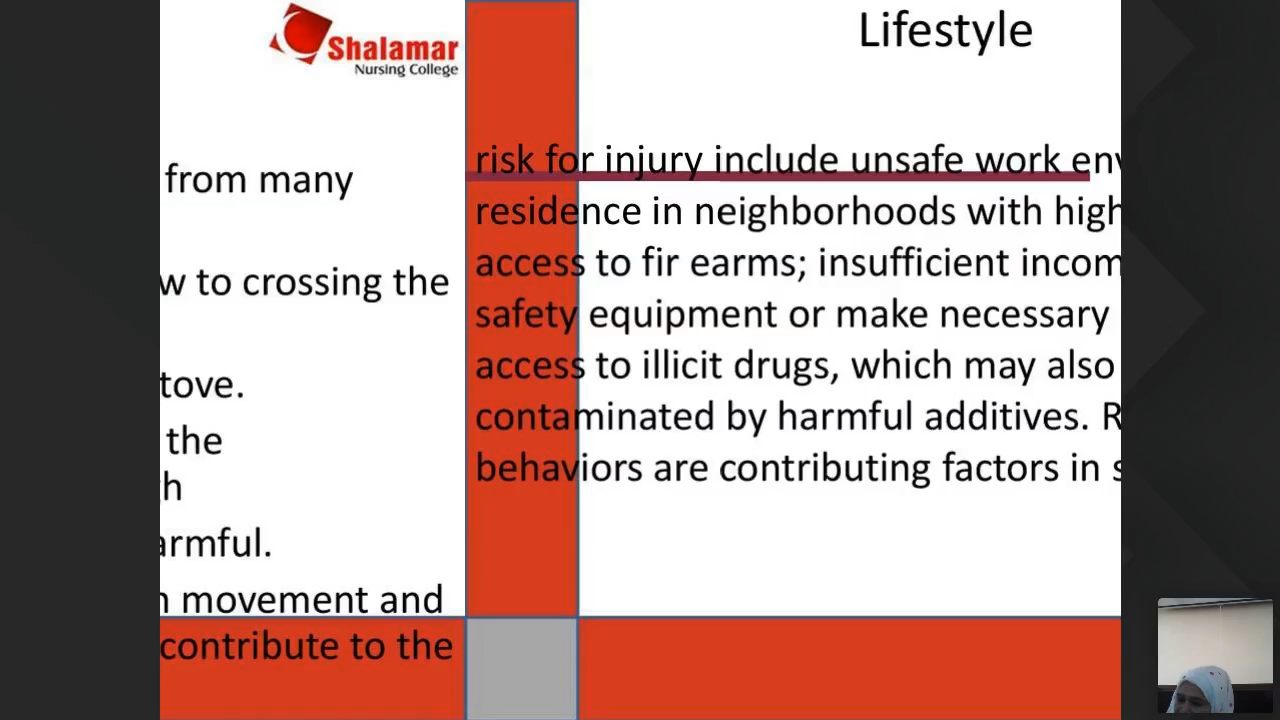 Shalamar
Nursing College
from many
w to crossing the
tove.
the
h
armful.
movement and
contribute to the
Lifestyle
risk for injury include unsafe work env
residence in neighborhoods with high
access to fir earms; insufficient incom
safety equipment or make necessary
access to illicit drugs, which may also
contaminated by harmful additives. R
behaviors are contributing factors in s